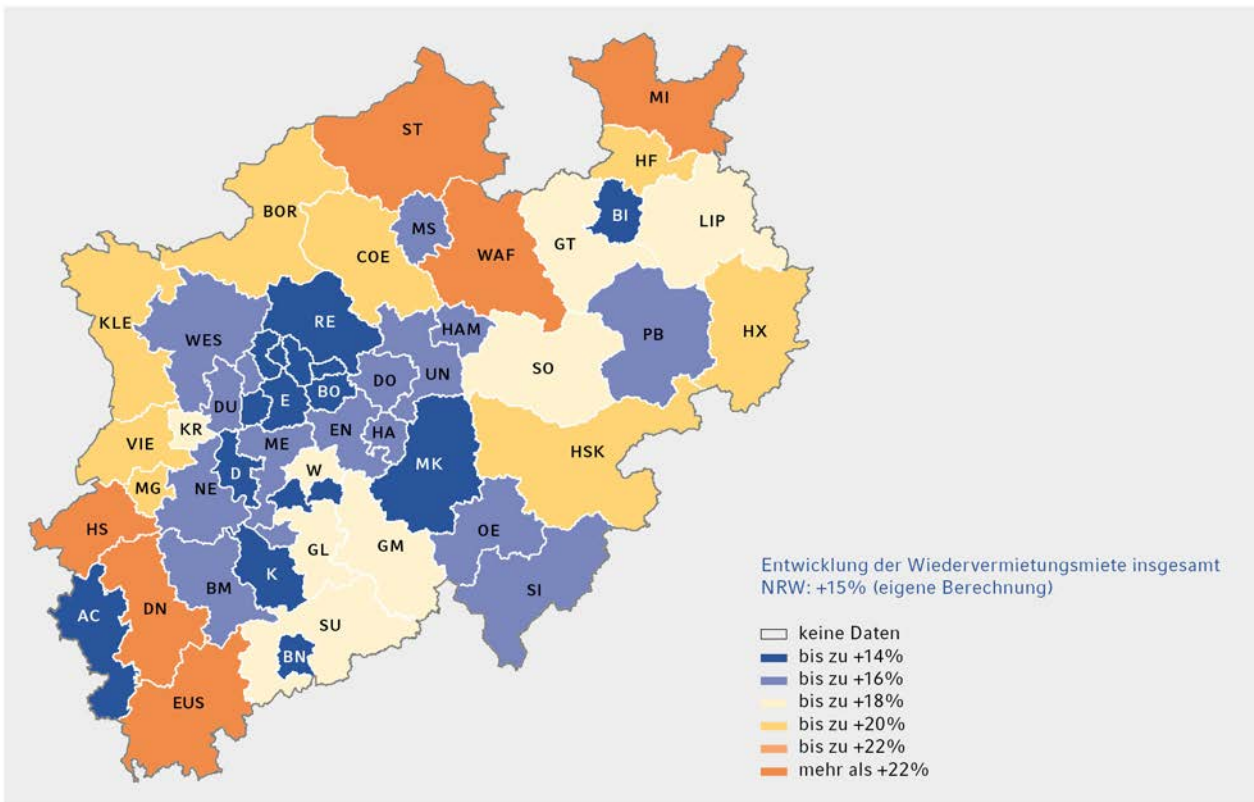 MI
ST
HF
BI
BOR
LIP
MS
GT
COE
WAF
KLE
RE
HAM
PB
HX
WES
SO
DO
UN
E
BO
DU
KR
EN
HA
VIE
ME
HSK
W
MK
D
MG
NE
HS
OE
GL
GM
K
BM
SI
DN
AC
SU
BN
EUS
Entwicklung der Wiedervermietungsmiete insgesamt
NRW: +15% (eigene Berechnung)
keine Daten
bis zu +14%
bis zu +16%
bis zu +18%
bis zu +20%
bis zu +22%
mehr als +22%